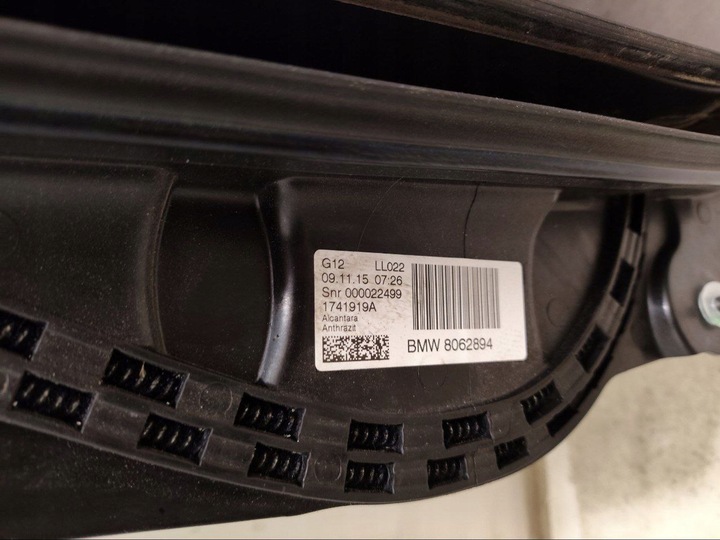 G12 LL022
09.11.15 07:26
Snr 000022499
1741919A
Alcantara
Anthrazit
BMW 8062894